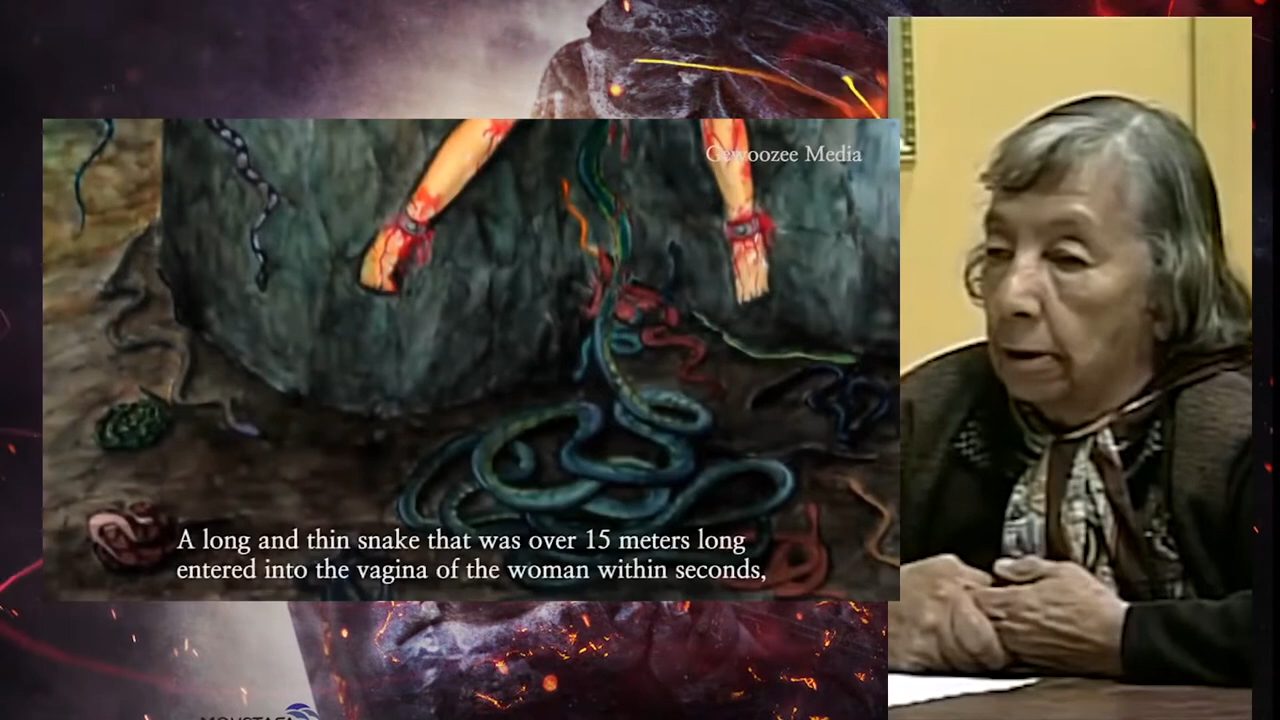 Gewoozee Media
A long and thin snake that was over 15 meters long
entered into the vagina of the woman within seconds,